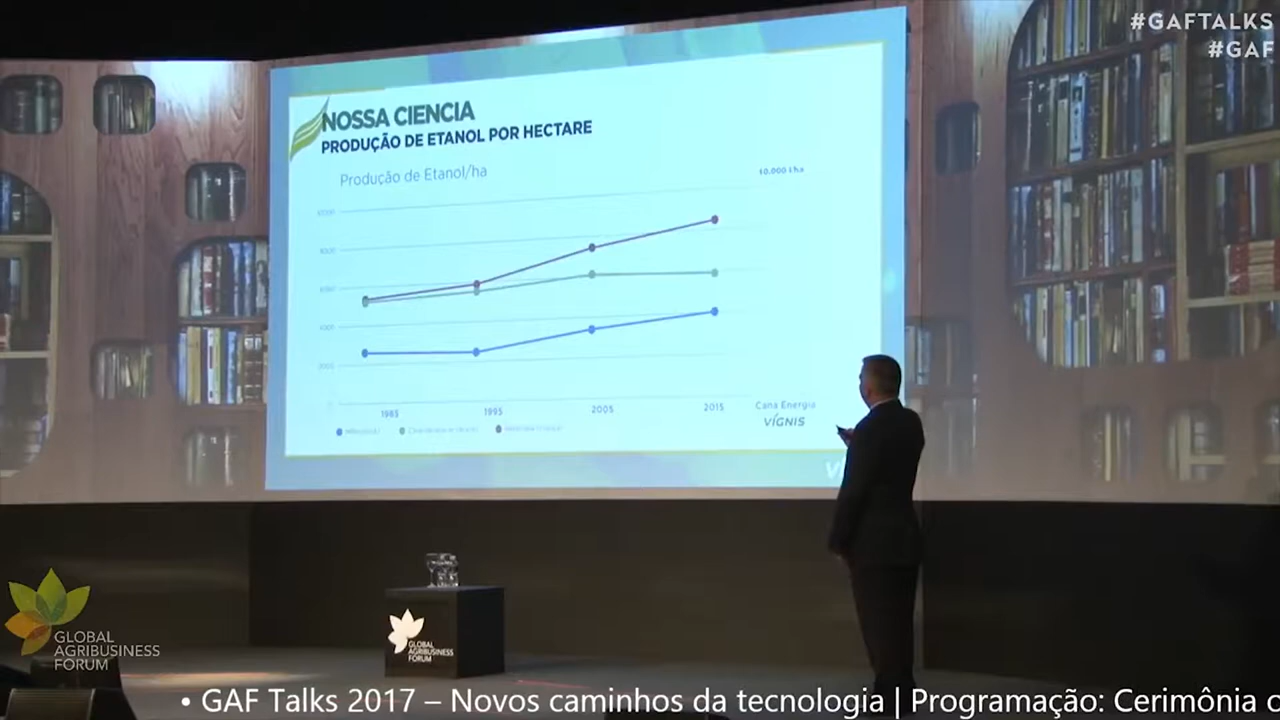 #GAFTALKS
#GAF
NOSSA CIENCIA
PRODUÇÃO DE ETANOL POR HECTARE
Produção de Etanol/ha
10.000 l/ha
1985
1995
2005
2015
Cana Energia
VÍGNIS
GLOBAL
AGRIBUSINESS
FORUM
GLOBAL
AGRIBUSINESS
FORUM
• GAF Talks 2017 – Novos caminhos da tecnologia | Programação: Cerimônia